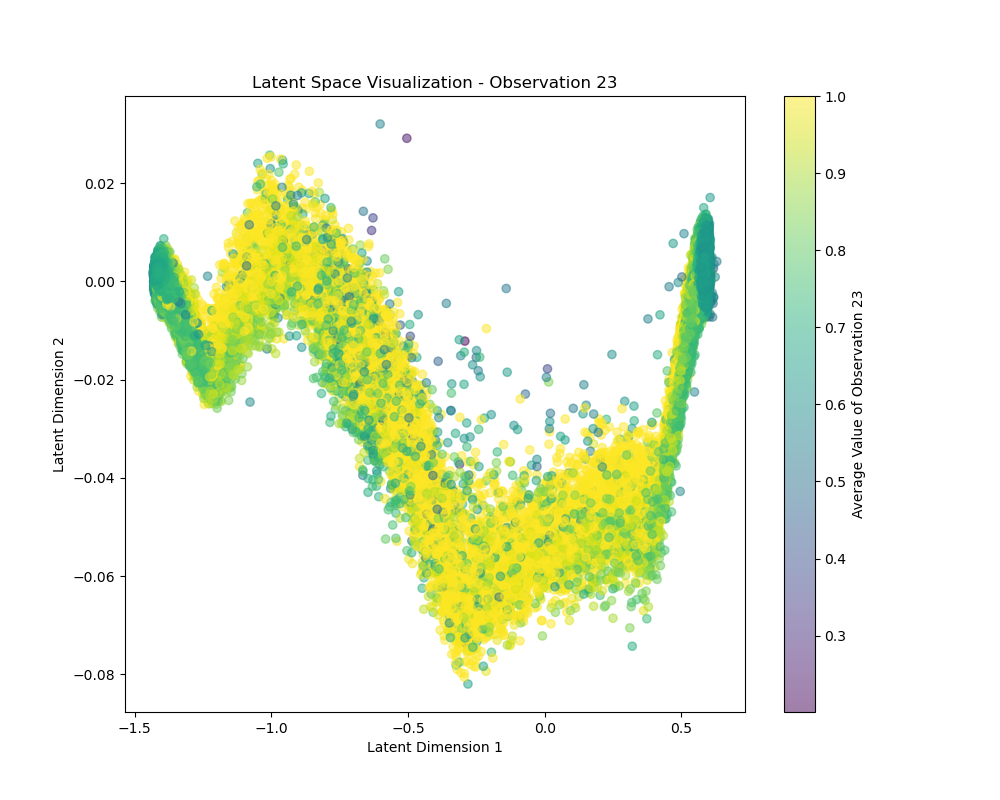 Latent Space Visualization - Observation 23
1.0
0.9
0.8
0.7
0.6
0.5
0.4
0.3
Average Value of Observation 23
0.02
0.00
−0.02
−0.04
−0.06
−0.08
Latent Dimension 2
−1.5 −1.0 −0.5 0.0 0.5
Latent Dimension 1